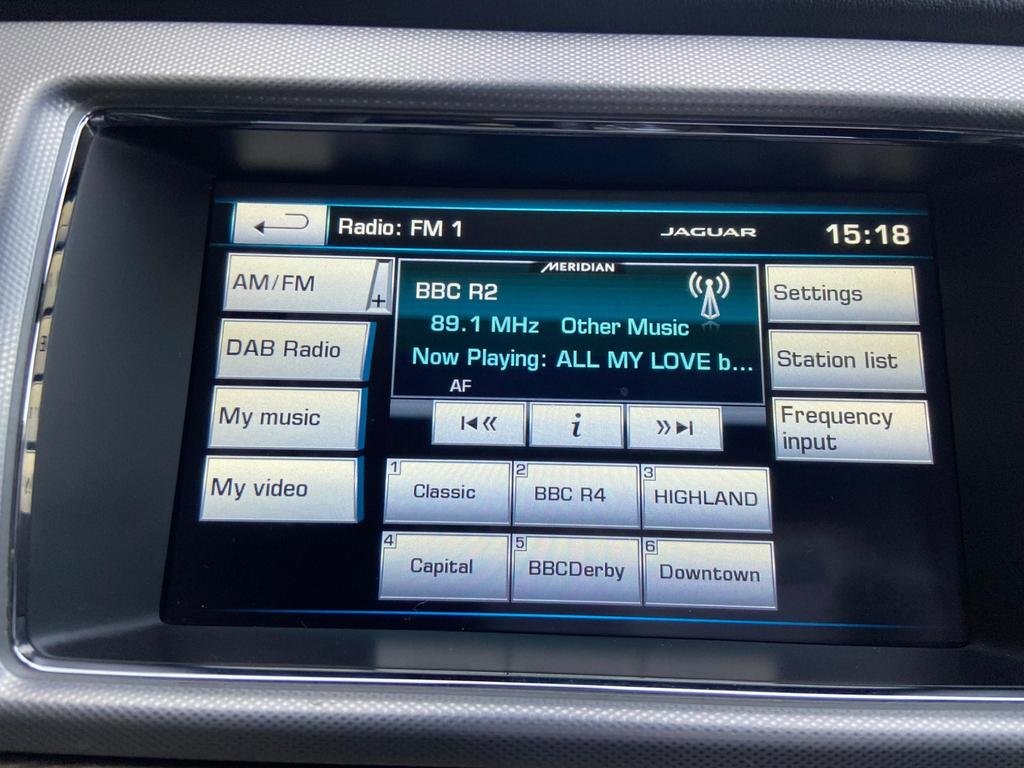 Radio: FM 1
JAGUAR
15:18
AM/FM
+
DAB Radio
My music
My video
MERIDIAN
BBC R2
89.1 MHz Other Music
Now Playing: ALL MY LOVE b...
AF
i
Settings
Station list
Frequency
input
1 Classic
2 BBC R4
3 HIGHLAND
4 Capital
5 BBCDerby
6 Downtown